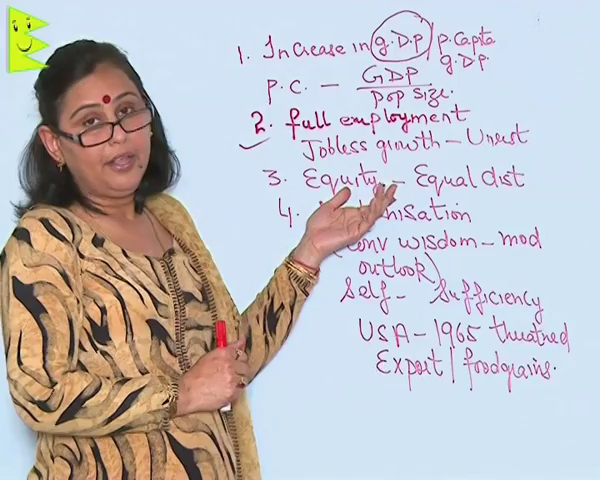 1. Increase in g.D.p / p.Capita
g.D.P.
p.c. — GDP
pop size.
2. full employment
Jobless growth — Unrest
3. Equity — Equal dist
4. 
Conv wisdom — mod
outlook)
Self- Sufficiency
USA — 1965
Export / foodgrains.